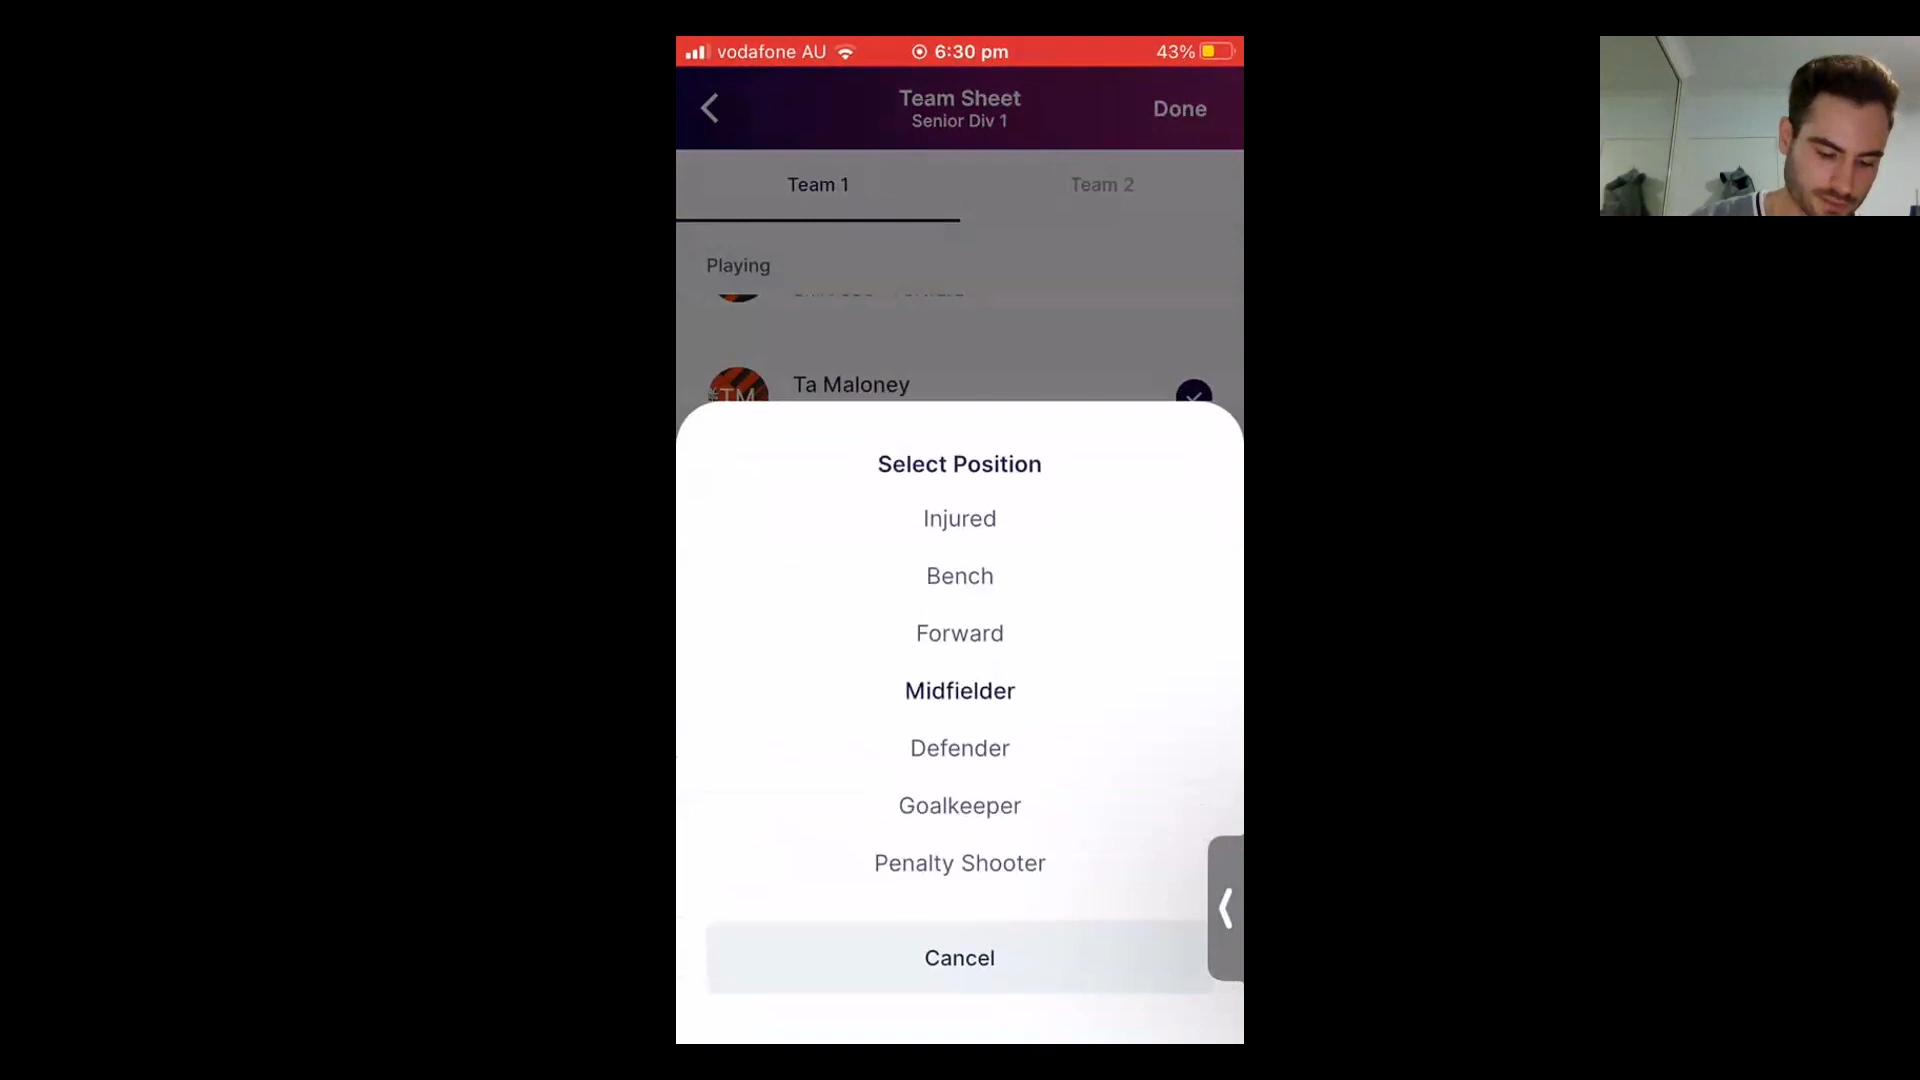 vodafone AU
6:30 pm
43%
Team Sheet
Senior Div 1
Done
Team 1
Team 2
Playing
Ta Maloney
TM
Select Position
Injured
Bench
Forward
Midfielder
Defender
Goalkeeper
Penalty Shooter
Cancel